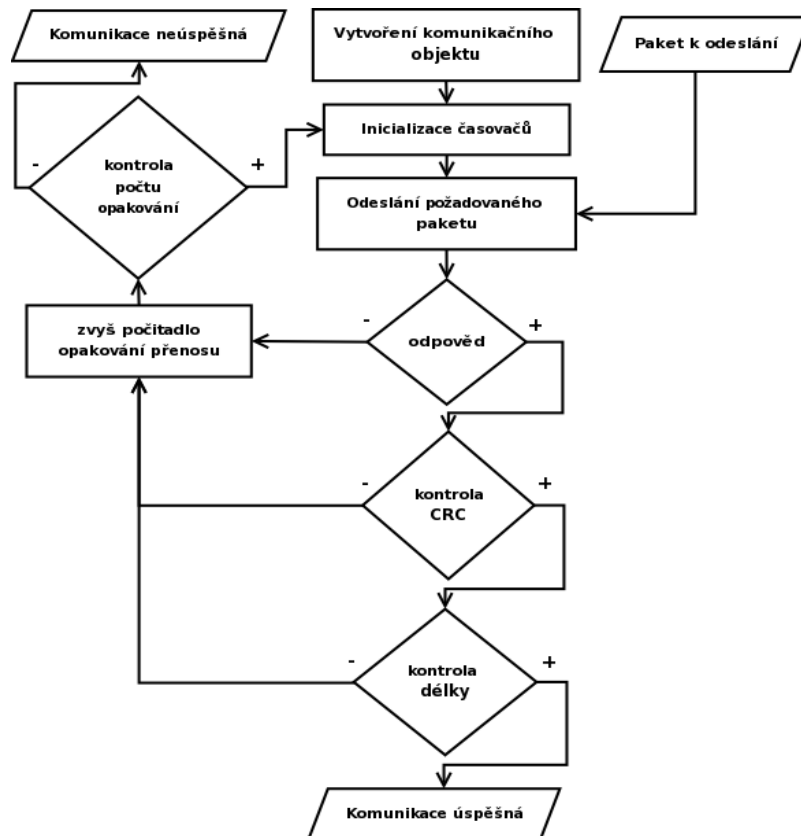 Komunikace neúspěšná
Vytvoření komunikačního
objektu
Paket k odeslání
Inicializace časovačů
-
kontrola
počtu
opakování
+
Odeslání požadovaného
paketu
zvyš počitadlo
opakování přenosu
-
odpověd
+
-
kontrola
CRC
+
-
kontrola
délky
+
Komunikace úspěšná